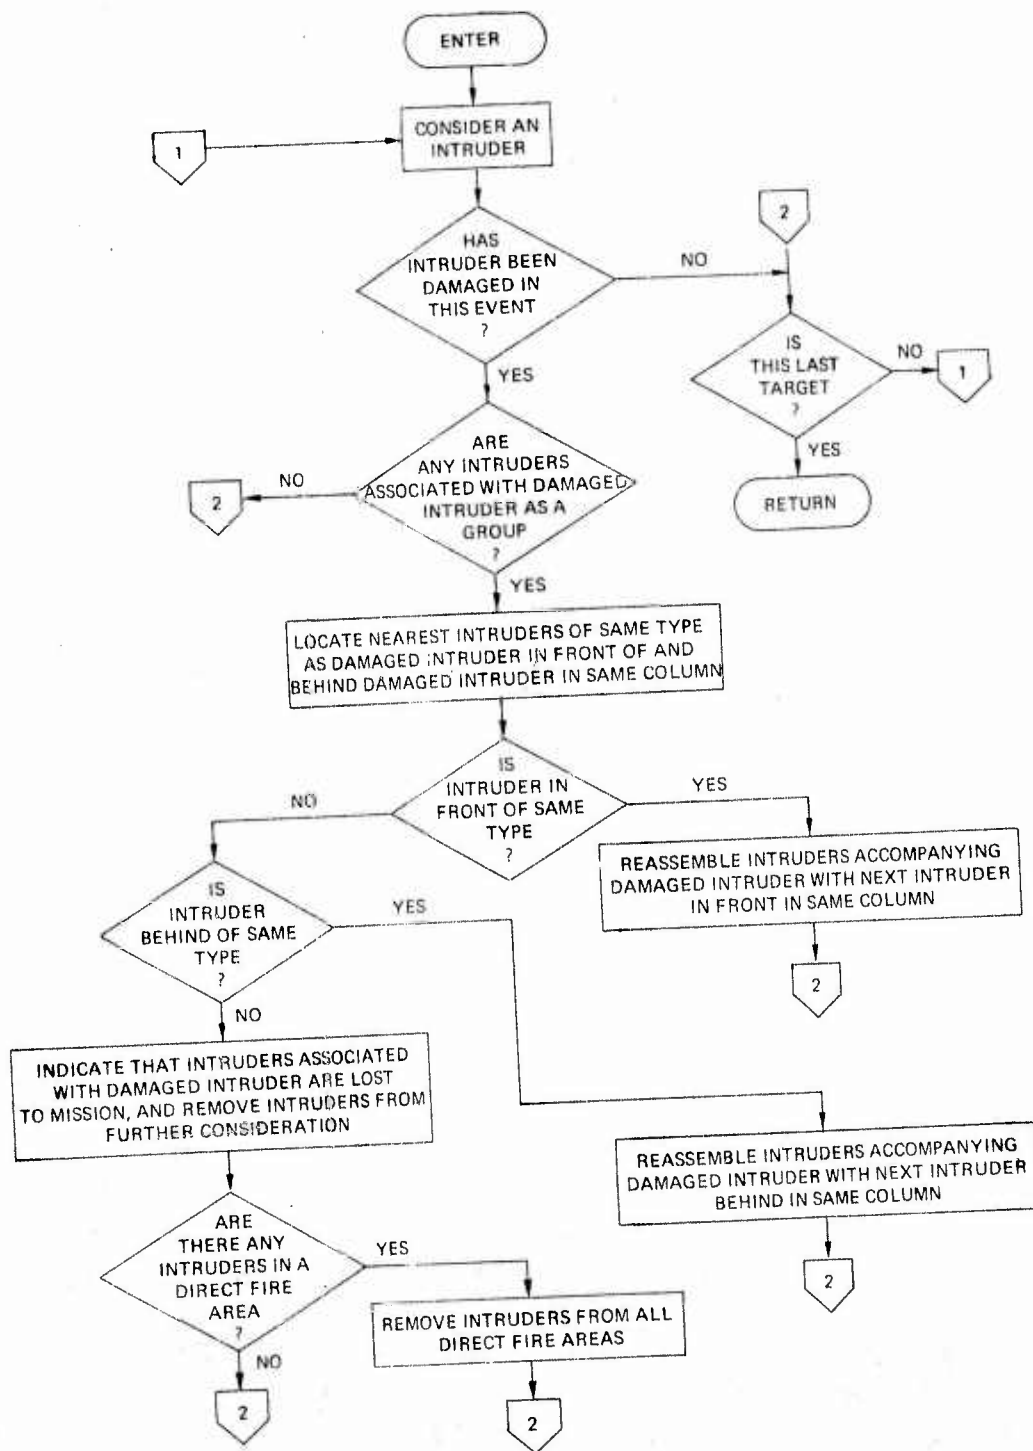 ENTER
CONSIDER AN
INTRUDER
1
2
HAS
INTRUDER BEEN
DAMAGED IN
THIS EVENT
?
NO
IS
THIS LAST
TARGET
?
NO
1
YES
YES
RETURN
ARE
ANY INTRUDERS
ASSOCIATED WITH DAMAGED
INTRUDER AS A
GROUP
?
NO
2
YES
LOCATE NEAREST INTRUDERS OF SAME TYPE
AS DAMAGED INTRUDER IN FRONT OF AND
BEHIND DAMAGED INTRUDER IN SAME COLUMN
IS
INTRUDER IN
FRONT OF SAME
TYPE
?
NO
YES
REASSEMBLE INTRUDERS ACCOMPANYING
DAMAGED INTRUDER WITH NEXT INTRUDER
IN FRONT IN SAME COLUMN
2
IS
INTRUDER
BEHIND OF SAME
TYPE
?
YES
NO
INDICATE THAT INTRUDERS ASSOCIATED
WITH DAMAGED INTRUDER ARE LOST
TO MISSION, AND REMOVE INTRUDERS FROM
FURTHER CONSIDERATION
REASSEMBLE INTRUDERS ACCOMPANYING
DAMAGED INTRUDER WITH NEXT INTRUDER
BEHIND IN SAME COLUMN
2
ARE
THERE ANY
INTRUDERS IN A
DIRECT FIRE
AREA
?
YES
NO
REMOVE INTRUDERS FROM ALL
DIRECT FIRE AREAS
2
2